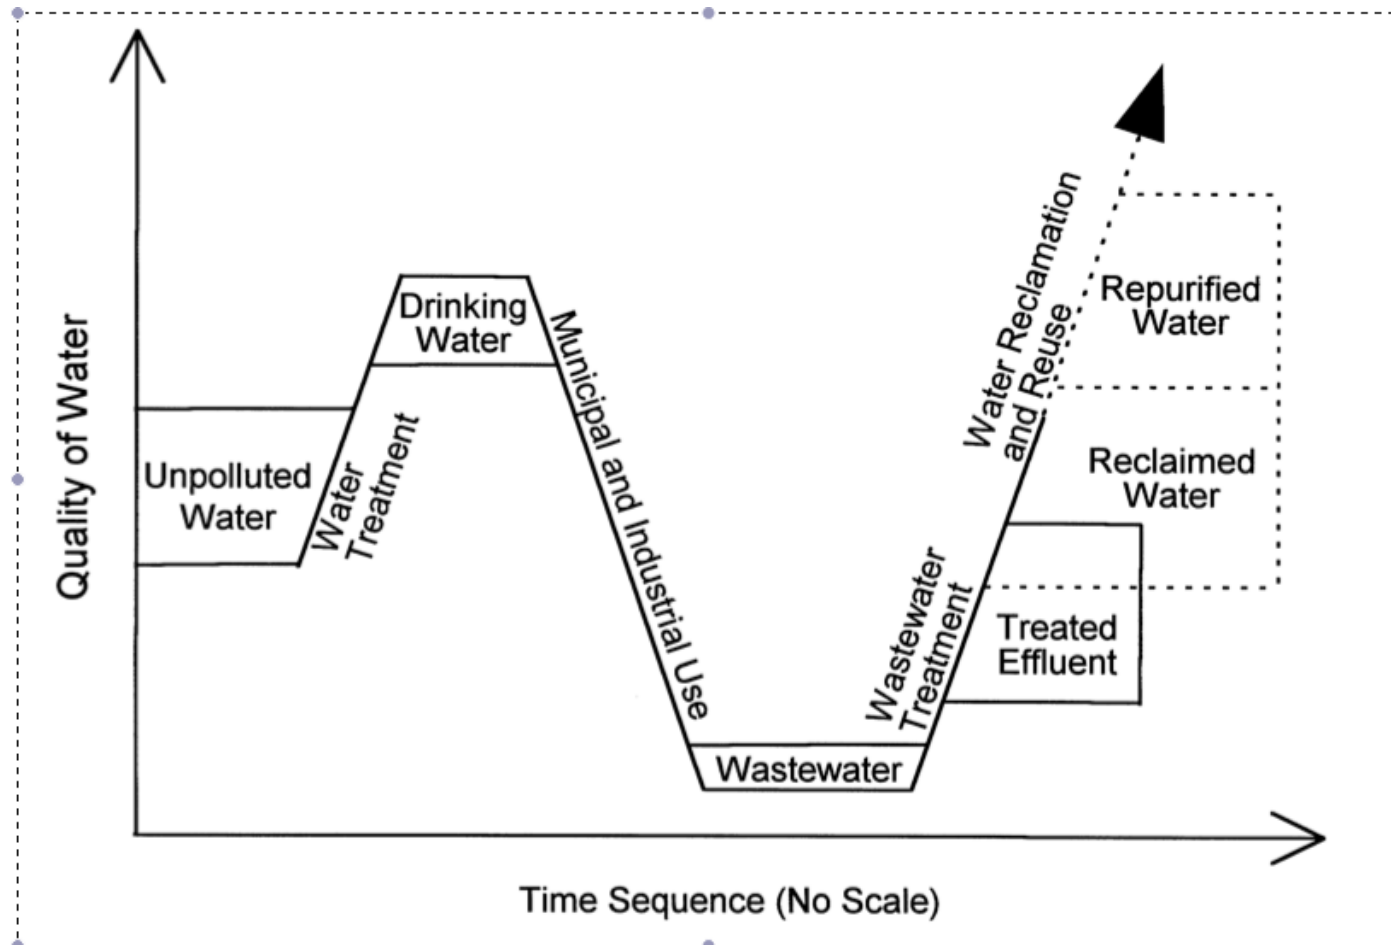 Quality of Water
Unpolluted
Water
Water
Treatment
Drinking
Water
Municipal and Industrial Use
Wastewater
Wastewater
Treatment
Treated
Effluent
Water Reclamation
and Reuse
Reclaimed
Water
Repurified
Water
Time Sequence (No Scale)